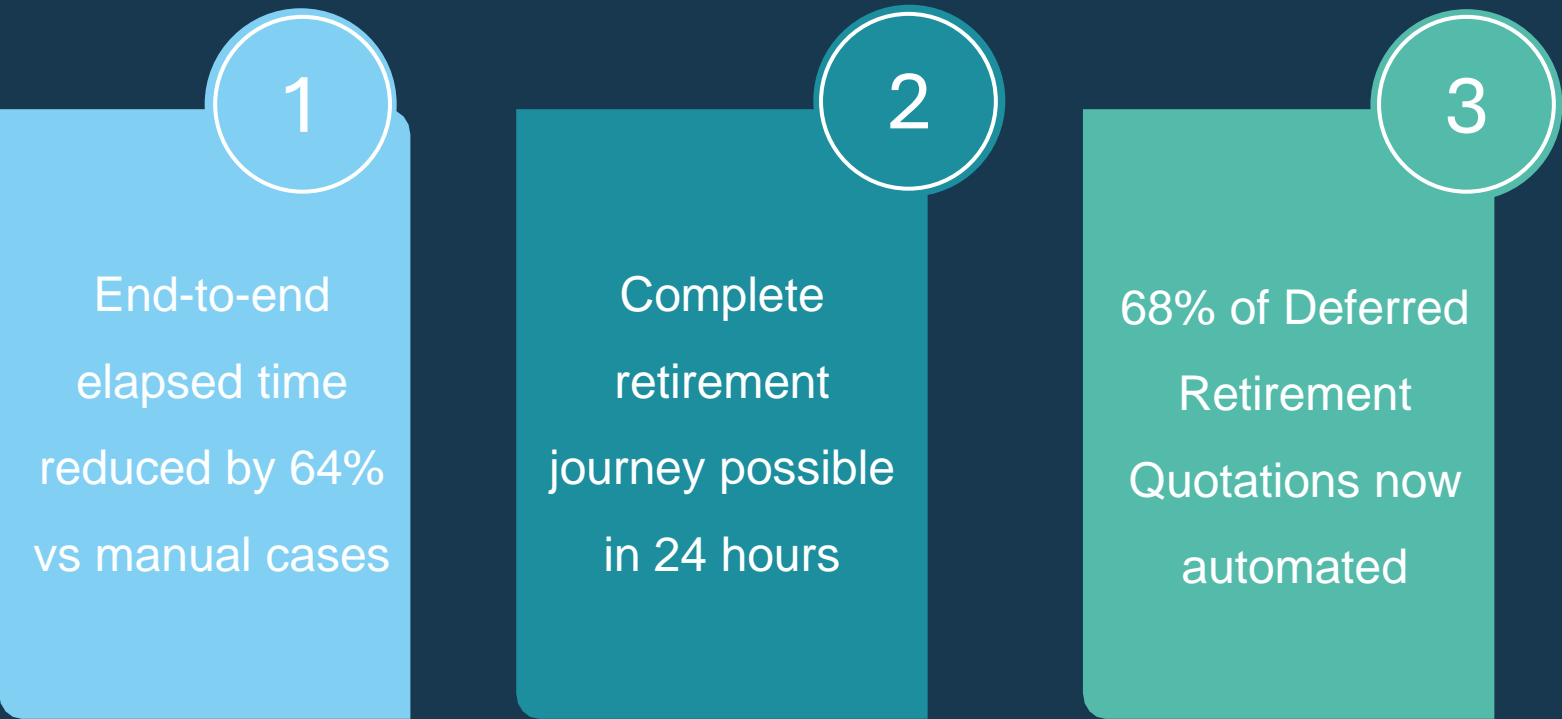 1
End-to-end
elapsed time
reduced by 64%
vs manual cases
2
Complete
retirement
journey possible
in 24 hours
3
68% of Deferred
Retirement
Quotations now
automated